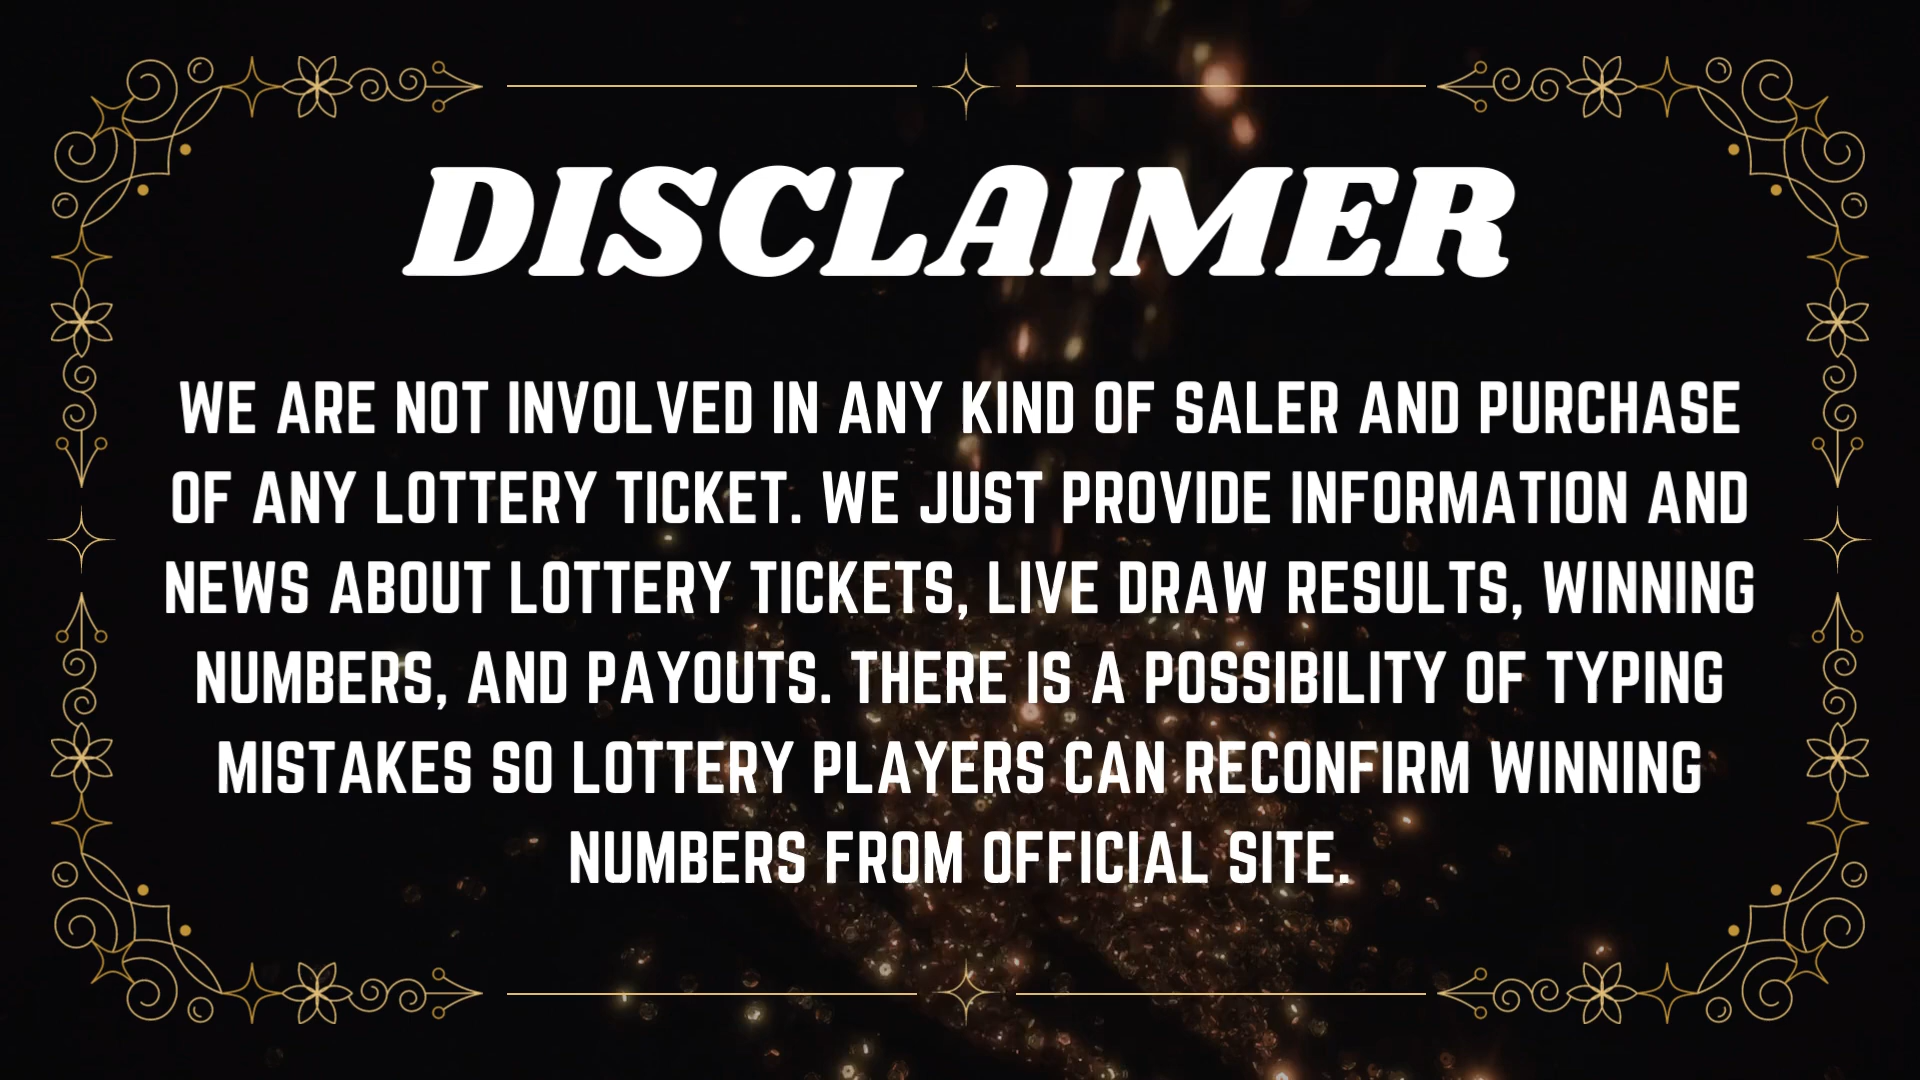 DISCLAIMER
WE ARE NOT INVOLVED IN ANY KIND OF SALER AND PURCHASE
OF ANY LOTTERY TICKET. WE JUST PROVIDE INFORMATION AND
NEWS ABOUT LOTTERY TICKETS, LIVE DRAW RESULTS, WINNING
NUMBERS, AND PAYOUTS. THERE IS A POSSIBILITY OF TYPING
MISTAKES SO LOTTERY PLAYERS CAN RECONFIRM WINNING
NUMBERS FROM OFFICIAL SITE.